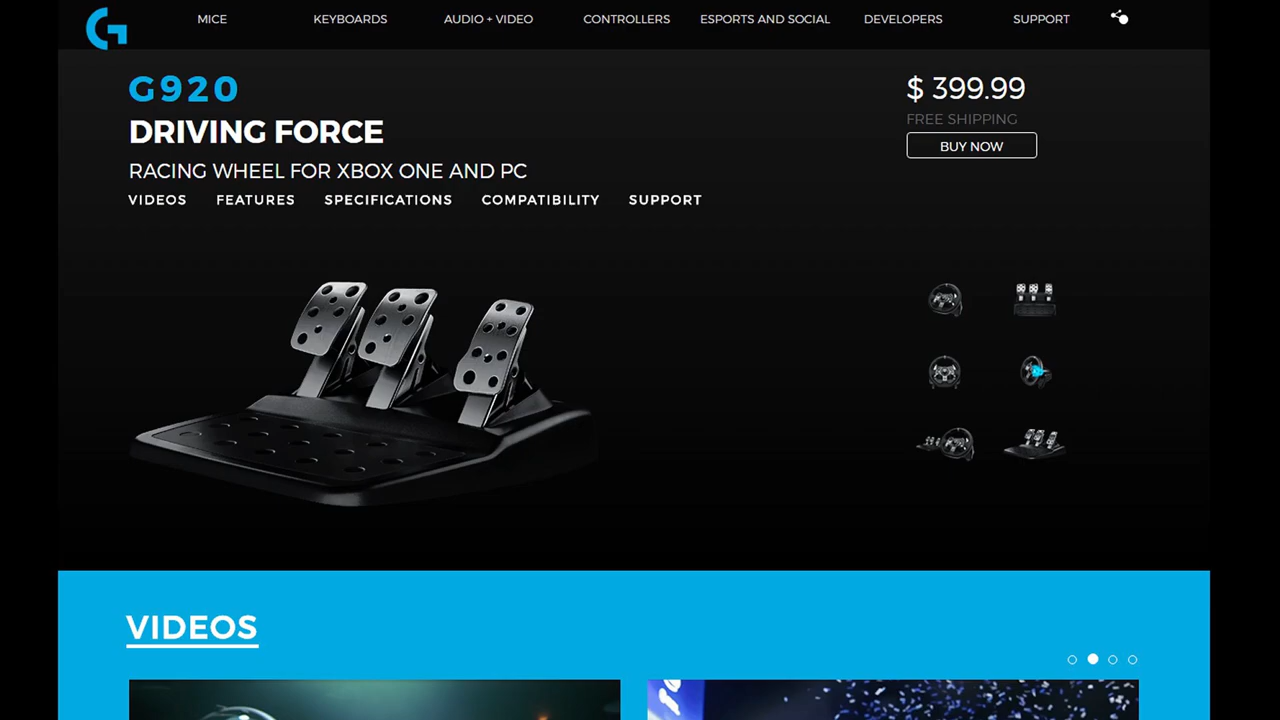 MICE KEYBOARDS AUDIO + VIDEO CONTROLLERS ESPORTS AND SOCIAL DEVELOPERS SUPPORT
G920
DRIVING FORCE
RACING WHEEL FOR XBOX ONE AND PC
VIDEOS FEATURES SPECIFICATIONS COMPATIBILITY SUPPORT
$ 399.99
FREE SHIPPING
BUY NOW
VIDEOS